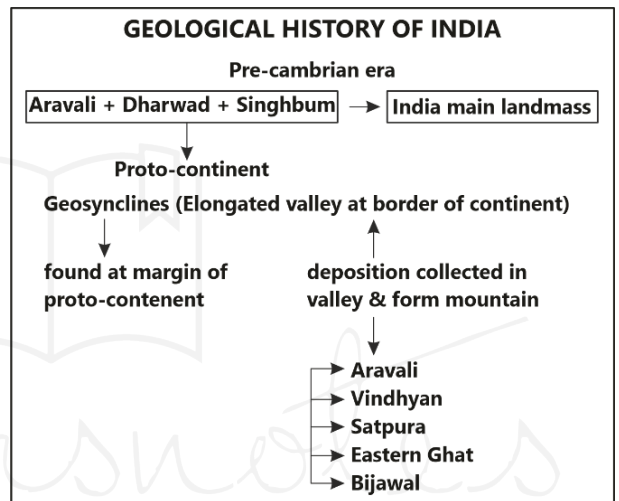 GEOLOGICAL HISTORY OF INDIA
Pre-cambrian era
Aravali + Dharwad + Singhbum India main landmass
Proto-continent
Geosynclines (Elongated valley at border of continent)
found at margin of
proto-contenent
deposition collected in
valley & form mountain
Aravali
Vindhyan
Satpura
Eastern Ghat
Bijawal